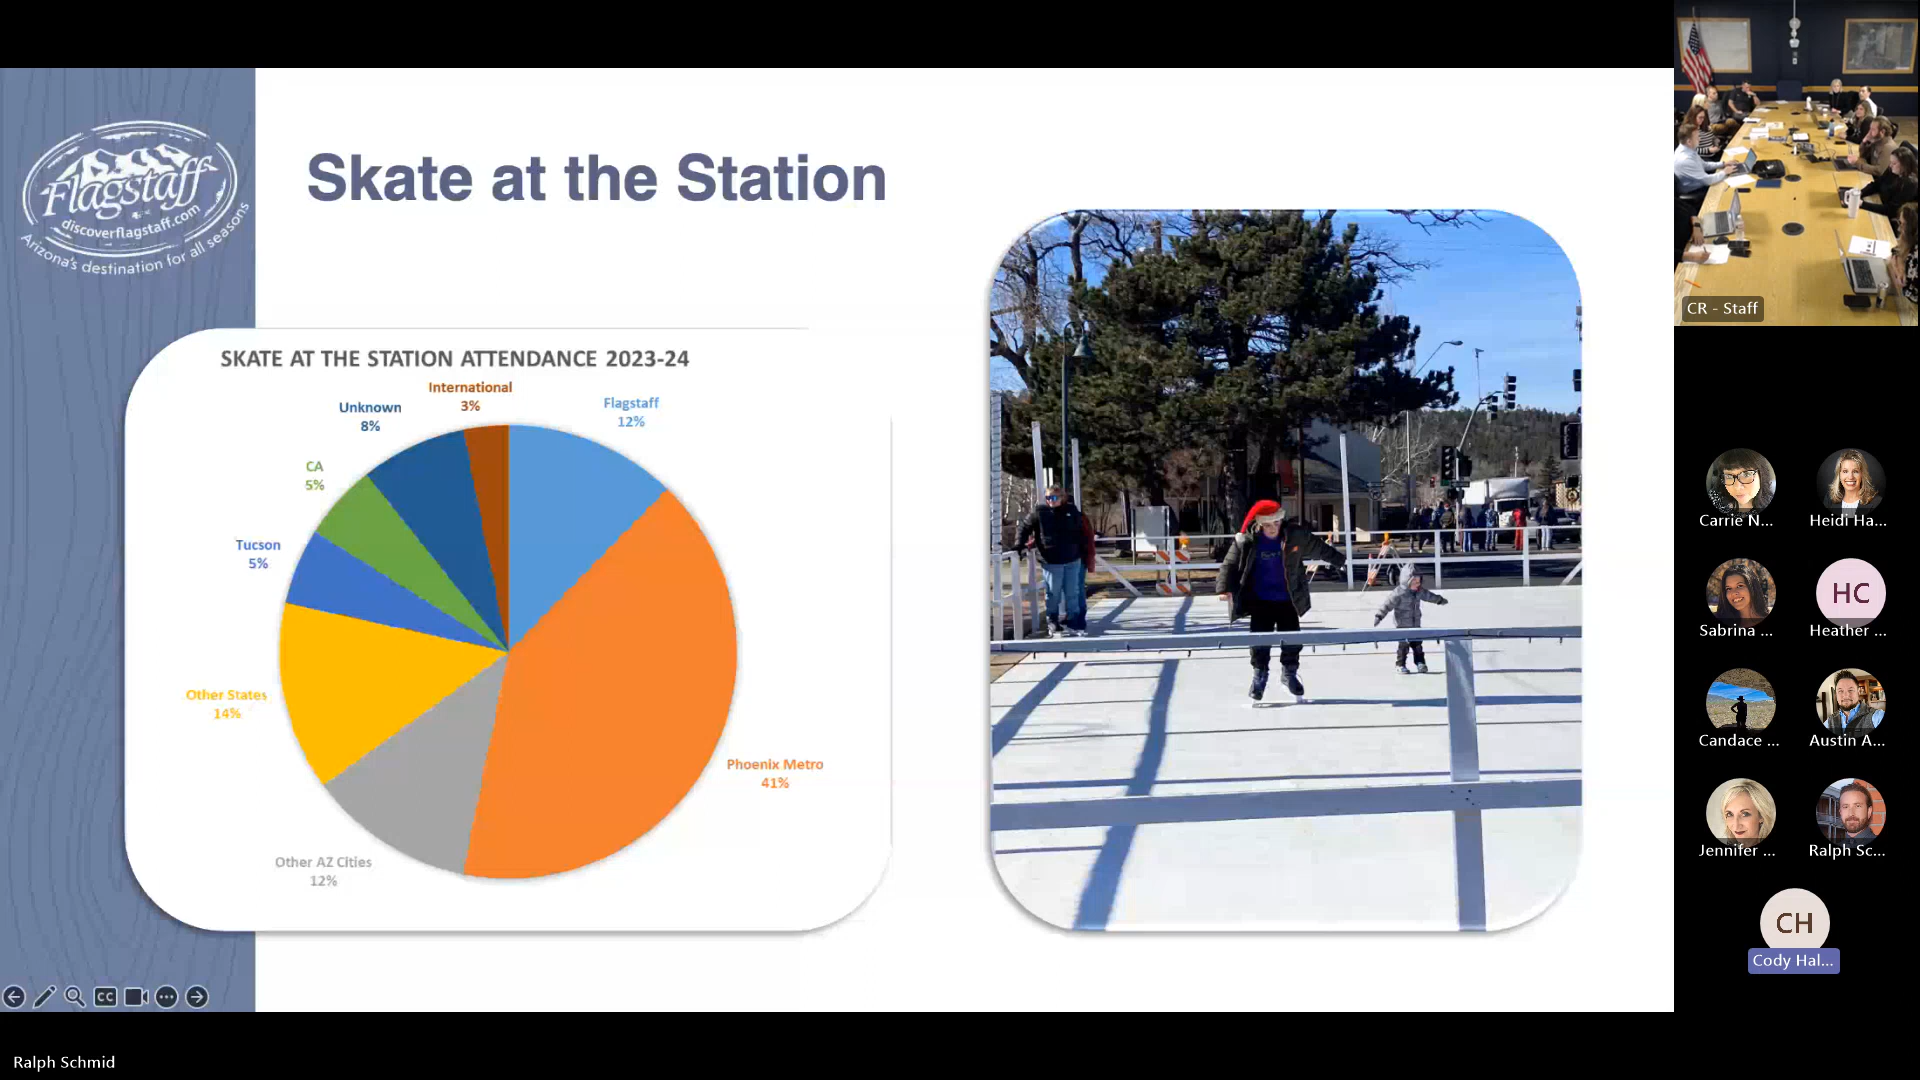 Flagstaff
discoverflagstaff.com
Arizona's destination for all seasons
Skate at the Station
SKATE AT THE STATION ATTENDANCE 2023-24
International
3%
Unknown
8%
Flagstaff
12%
CA
5%
Tucson
5%
Other States
14%
Phoenix Metro
41%
Other AZ Cities
12%
CC
CR - Staff
Carrie N...
Heidi Ha...
Sabrina ...
HC
Heather ...
Candace ...
Austin A...
Jennifer ...
Ralph Sc...
CH
Cody Hal...
Ralph Schmid